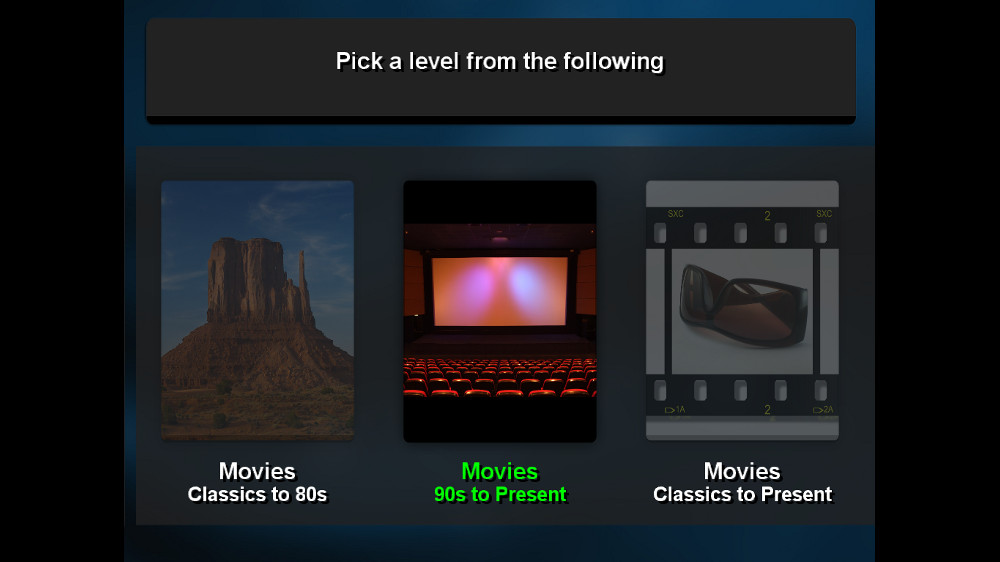 Pick a level from the following
SXC 2 SXC
1A 2 2A
Movies
Classics to 80s
Movies
90s to Present
Movies
Classics to Present